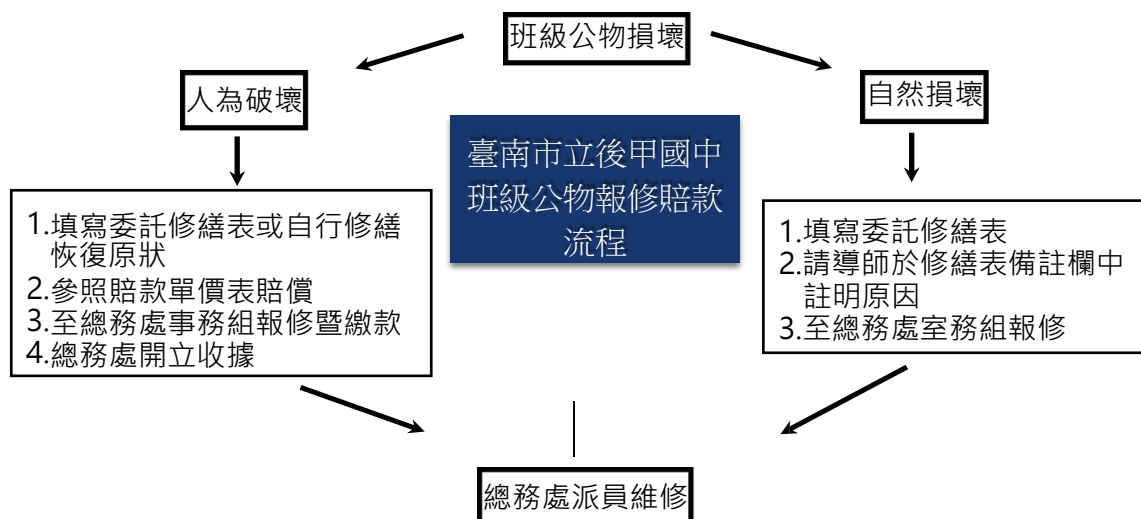 班級公物損壞
人為破壞
自然損壞
臺南市立後甲國中
班級公物報修賠款
流程
1.填寫委託修繕表或自行修繕
恢復原狀
2.參照賠款單價表賠償
3.至總務處事務組報修暨繳款
4.總務處開立收據
1.填寫委託修繕表
2.請導師於修繕表備註欄中
註明原因
3.至總務處室務組報修
總務處派員維修